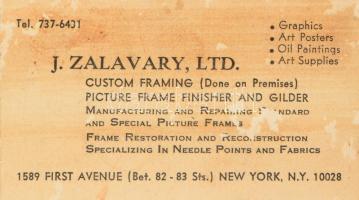 Tel. 737-6431
• Graphics
• Art Posters
• Oil Paintings
• Art Supplies
J. ZALAVARY, LTD.
CUSTOM FRAMING (Done on Premises)
PICTURE FRAME FINISHER AND GILDER
MANUFACTURING AND REPAIRING STANDARD
AND SPECIAL PICTURE FRAMES
FRAME RESTORATION AND RECONSTRUCTION
SPECIALIZING IN NEEDLE POINTS AND FABRICS
1589 FIRST AVENUE (Bet. 82 - 83 Sts.) NEW YORK, N.Y. 10028